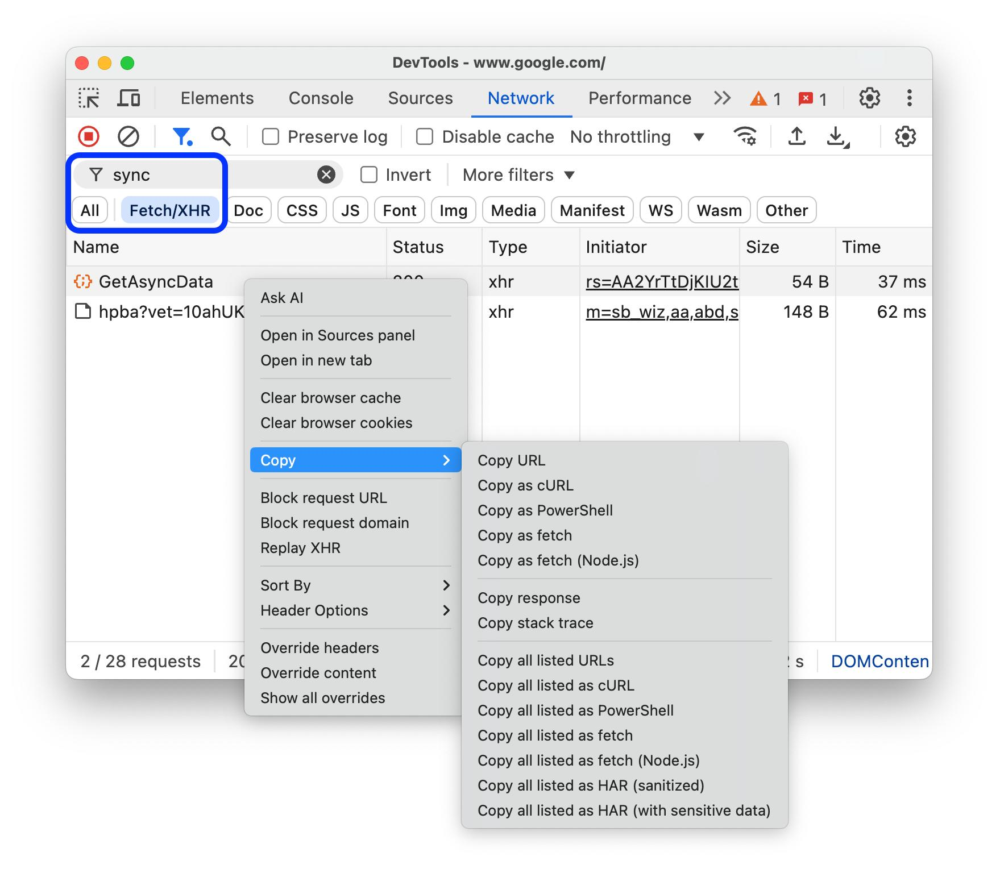 DevTools - www.google.com/
Elements Console Sources Network Performance 1 1
Preserve log Disable cache No throttling
sync Invert More filters
All Fetch/XHR Doc CSS JS Font Img Media Manifest WS Wasm Other
Name Status Type Initiator Size Time
GetAsyncData 200 xhr rs=AA2YrTtDjKIU2t 54 B 37 ms
hpba?vet=10ahUK xhr m=sb_wiz,aa,abd,s 148 B 62 ms
Ask AI
Open in Sources panel
Open in new tab
Clear browser cache
Clear browser cookies
Copy
Block request URL
Block request domain
Replay XHR
Sort By
Header Options
Override headers
Override content
Show all overrides
Copy URL
Copy as cURL
Copy as PowerShell
Copy as fetch
Copy as fetch (Node.js)
Copy response
Copy stack trace
Copy all listed URLs
Copy all listed as cURL
Copy all listed as PowerShell
Copy all listed as fetch
Copy all listed as fetch (Node.js)
Copy all listed as HAR (sanitized)
Copy all listed as HAR (with sensitive data)
2 / 28 requests 20 s DOMConten